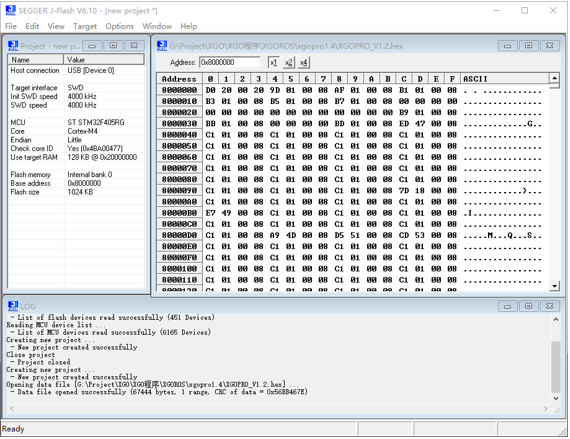 SEGGER J-Flash V6.10 - [new project *]
File Edit View Target Options Window Help
Project - new p...
Name Value
Host connection USB [Device 0]
Target interface SWD
Init SWD speed 4000 kHz
SWD speed 4000 kHz
MCU ST STM32F405RG
Core Cortex-M4
Endian Little
Check core ID Yes (0x4BA00477)
Use target RAM 128 KB @ 0x20000000
Flash memory Internal bank 0
Base address 0x8000000
Flash size 1024 KB
G:\Project\XGO\XGO程序\XGOROS\xgopro1.4\XGOPRO_V1.2.hex
Address: 0x8000000 x1 x2 x4
Address 0 1 2 3 4 5 6 7 8 9 A B C D E F ASCII
8000000 D0 20 00 20 9D 01 00 08 AF 01 00 08 B1 01 00 08 . . ............
8000010 B3 01 00 08 B5 01 00 08 B7 01 00 08 00 00 00 00 ................
8000020 00 00 00 00 00 00 00 00 00 00 00 00 B9 01 00 08 ................
8000030 BB 01 00 08 00 00 00 00 BD 01 00 08 ED 47 00 08 .............G..
8000040 C1 01 00 08 C1 01 00 08 C1 01 00 08 C1 01 00 08 ................
8000050 C1 01 00 08 C1 01 00 08 C1 01 00 08 C1 01 00 08 ................
8000060 C1 01 00 08 C1 01 00 08 C1 01 00 08 C1 01 00 08 ................
8000070 C1 01 00 08 C1 01 00 08 C1 01 00 08 C1 01 00 08 ................
8000080 C1 01 00 08 C1 01 00 08 C1 01 00 08 C1 01 00 08 ................
8000090 C1 01 00 08 C1 01 00 08 C1 01 00 08 7D 18 00 08 ............}...
80000A0 C1 01 00 08 C1 01 00 08 C1 01 00 08 C1 01 00 08 ................
80000B0 E7 49 00 08 C1 01 00 08 C1 01 00 08 C1 01 00 08 .I..............
80000C0 C1 01 00 08 C1 01 00 08 C1 01 00 08 C1 01 00 08 ................
80000D0 C1 01 00 08 A9 4D 00 08 D5 51 00 08 CD 53 00 08 .....M...Q...S..
80000E0 C1 01 00 08 C1 01 00 08 C1 01 00 08 C1 01 00 08 ................
80000F0 C1 01 00 08 C1 01 00 08 C1 01 00 08 C1 01 00 08 ................
8000100 C1 01 00 08 C1 01 00 08 C1 01 00 08 C1 01 00 08 ................
8000110 C1 01 00 08 C1 01 00 08 C1 01 00 08 C1 01 00 08 ................
LOG
- List of flash devices read successfully (451 Devices)
Reading MCU device list ...
- List of MCU devices read successfully (6165 Devices)
Creating new project ...
- New project created successfully
Close project
- Project closed
Creating new project ...
- New project created successfully
Opening data file [G:\Project\XGO\XGO程序\XGOROS\xgopro1.4\XGOPRO_V1.2.hex] ...
- Data file opened successfully (67444 bytes, 1 range, CRC of data = 0x56BB467E)
Ready